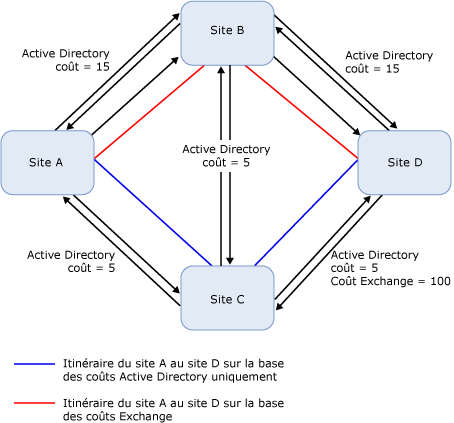 Site B
Active Directory
coût = 15
Active Directory
coût = 15
Site A
Active Directory
coût = 5
Site D
Active Directory
coût = 5
Active Directory
coût = 5
Coût Exchange = 100
Site C
Itinéraire du site A au site D sur la base
des coûts Active Directory uniquement
Itinéraire du site A au site D sur la base
des coûts Exchange